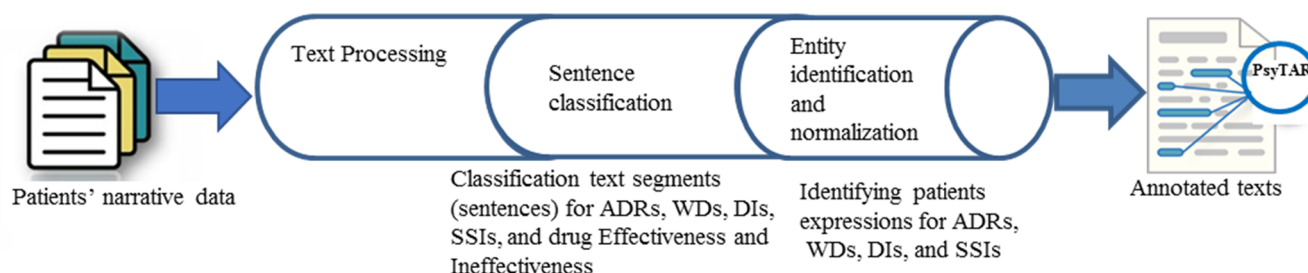 Text Processing
Sentence
classification
Entity
identification
and
normalization
PsyTAR
Patients' narrative data
Classification text segments
(sentences) for ADRs, WDs, DIs,
SSIs, and drug Effectiveness and
Ineffectiveness
Identifying patients
expressions for ADRs,
WDs, DIs, and SSIs
Annotated texts